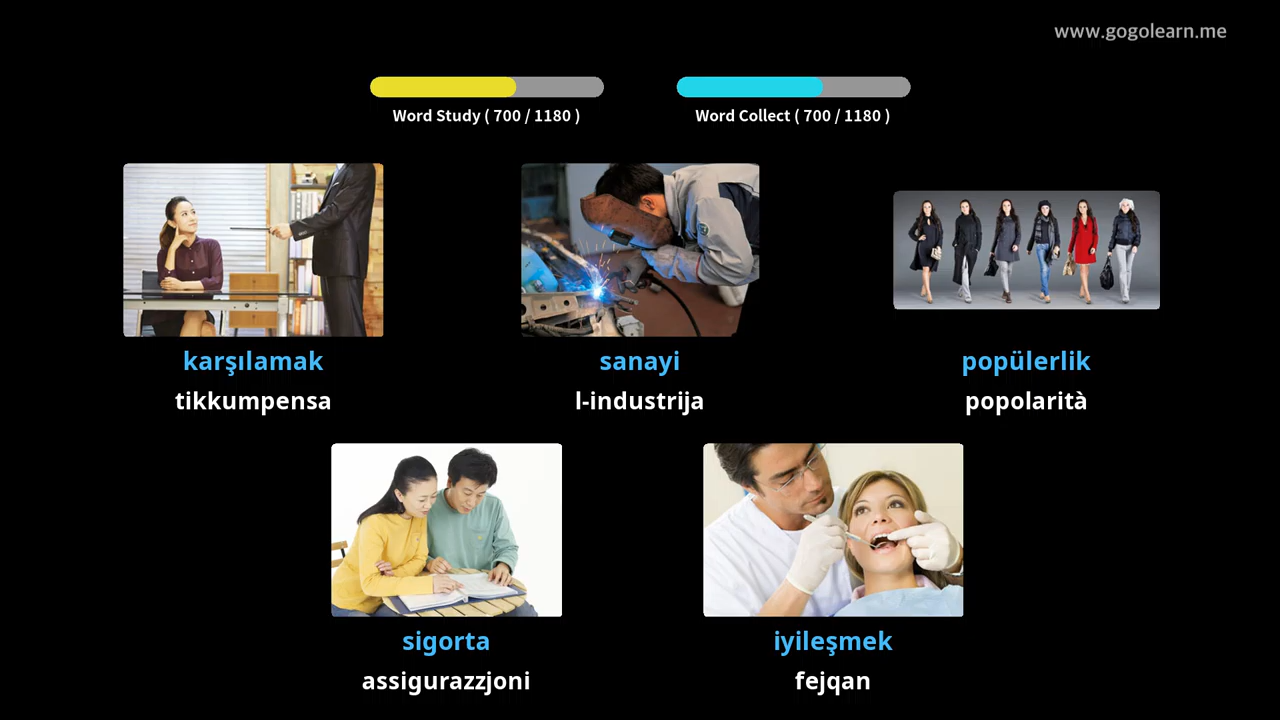 www.gogolearn.me
Word Study ( 700 / 1180 )
Word Collect ( 700 / 1180 )
karşılamak
tikkumpensa
sanayi
l-industrija
popülerlik
popolarità
sigorta
assigurazzjoni
iyileşmek
fejqan